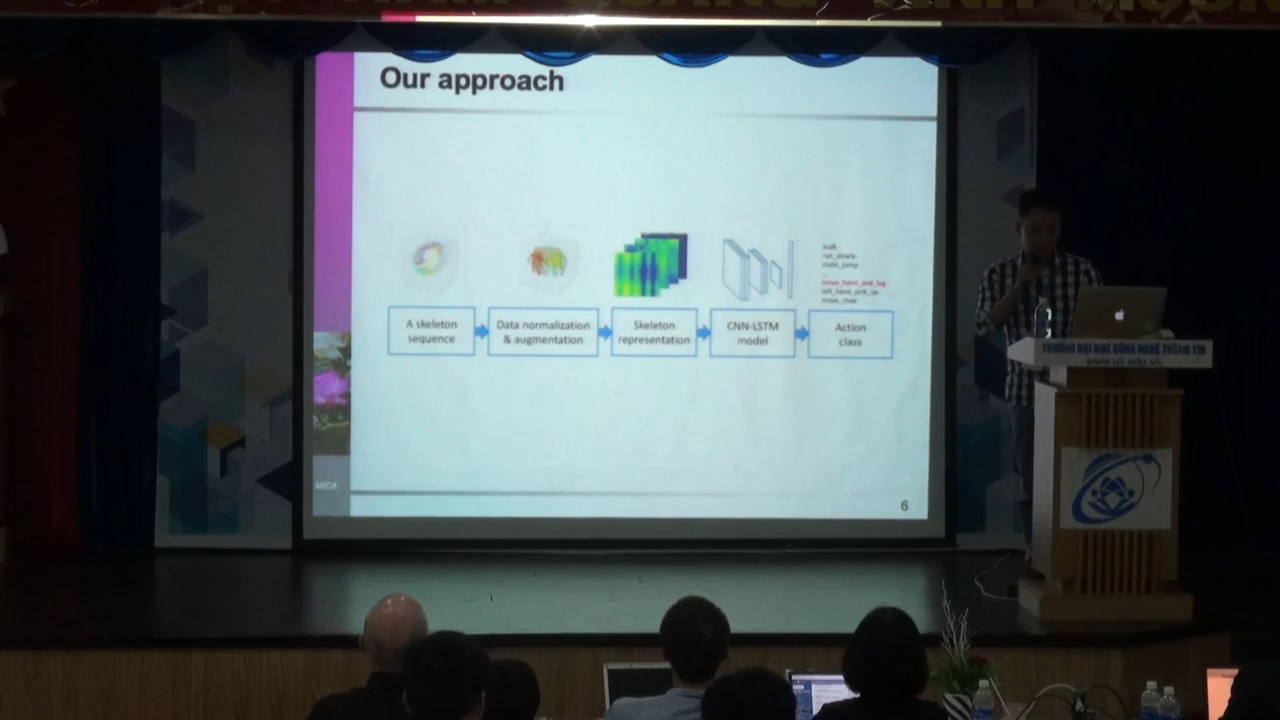 Our approach
walk
run_slowly
static_jump
...
move_hand_and_leg
left_hand_pick_up
move_chair
A skeleton
sequence
Data normalization
& augmentation
Skeleton
representation
CNN-LSTM
model
Action
class
MICA
6
TRƯỜNG ĐẠI HỌC CÔNG NGHỆ THÔNG TIN
www.uit.edu.vn